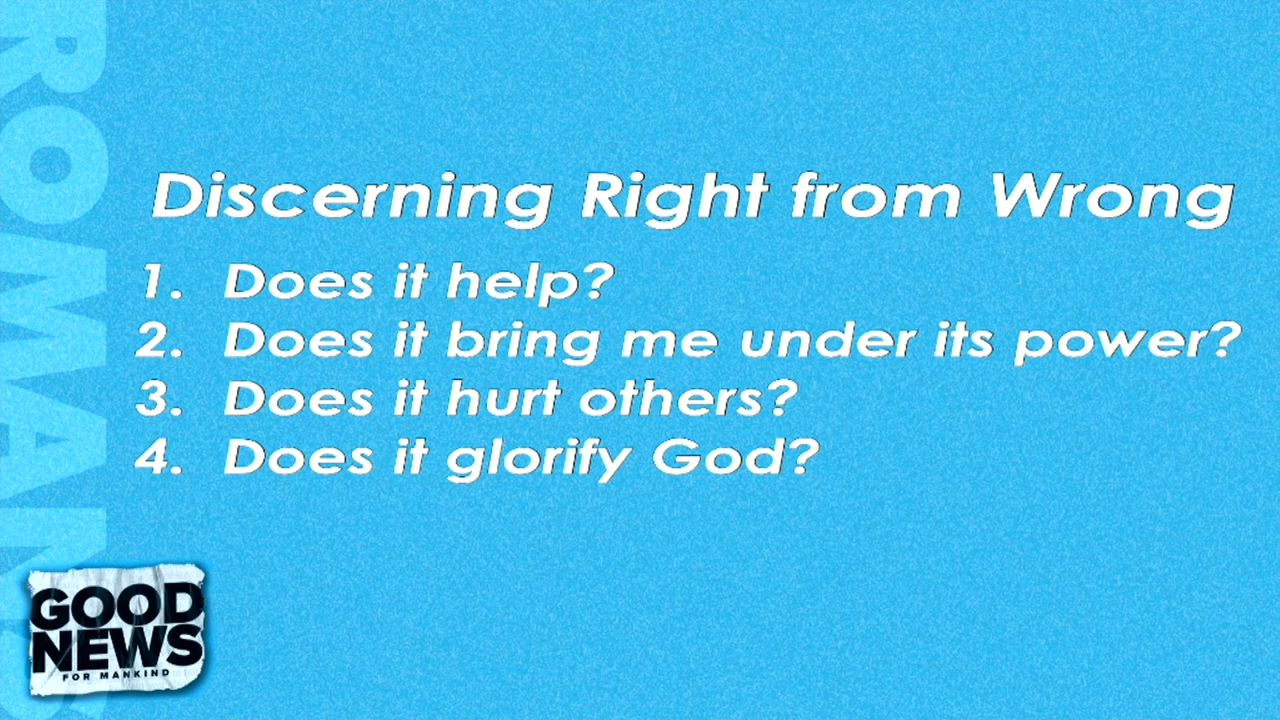 ROMANS
Discerning Right from Wrong
1. Does it help?
2. Does it bring me under its power?
3. Does it hurt others?
4. Does it glorify God?
GOOD
NEWS
FOR MANKIND